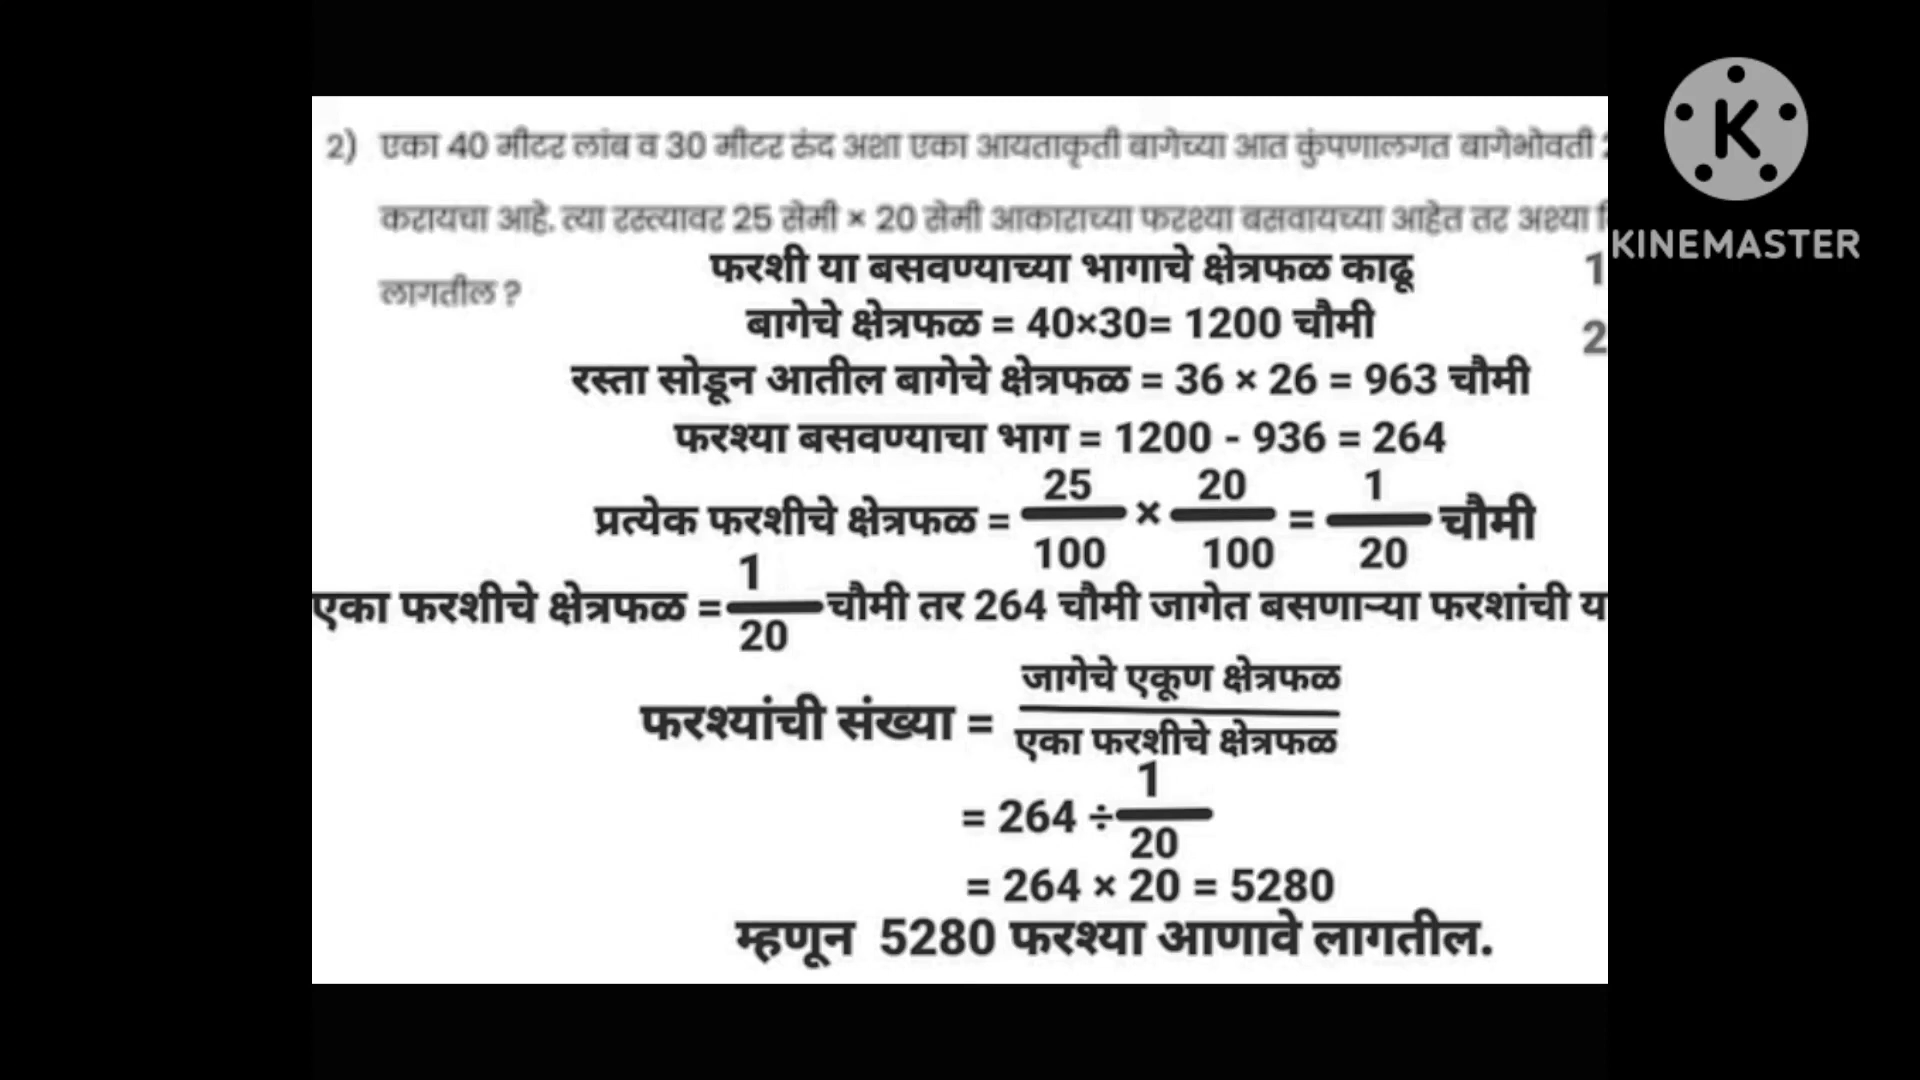 2) एका 40 मीटर लांब व 30 मीटर रुंद अशा एका आयताकृती बागेच्या आत कुंपणालगत बागेभोवती
करायचा आहे. त्या रस्त्यावर 25 सेमी × 20 सेमी आकाराच्या फरश्या बसवायच्या आहेत तर अश्या
लागतील ?
फरशी या बसवण्याच्या भागाचे क्षेत्रफळ काढू
1
बागेचे क्षेत्रफळ = 40×30= 1200 चौमी
2
रस्ता सोडून आतील बागेचे क्षेत्रफळ = 36 × 26 = 963 चौमी
फरश्या बसवण्याचा भाग = 1200 - 936 = 264
प्रत्येक फरशीचे क्षेत्रफळ = 25/100 × 20/100 = 1/20 चौमी
एका फरशीचे क्षेत्रफळ = 1/20 चौमी तर 264 चौमी जागेत बसणाऱ्या फरशांची
फरश्यांची संख्या = जागेचे एकूण क्षेत्रफळ / एका फरशीचे क्षेत्रफळ
= 264 ÷ 1/20
= 264 × 20 = 5280
म्हणून 5280 फरश्या आणावे लागतील.
K
KINEMASTER